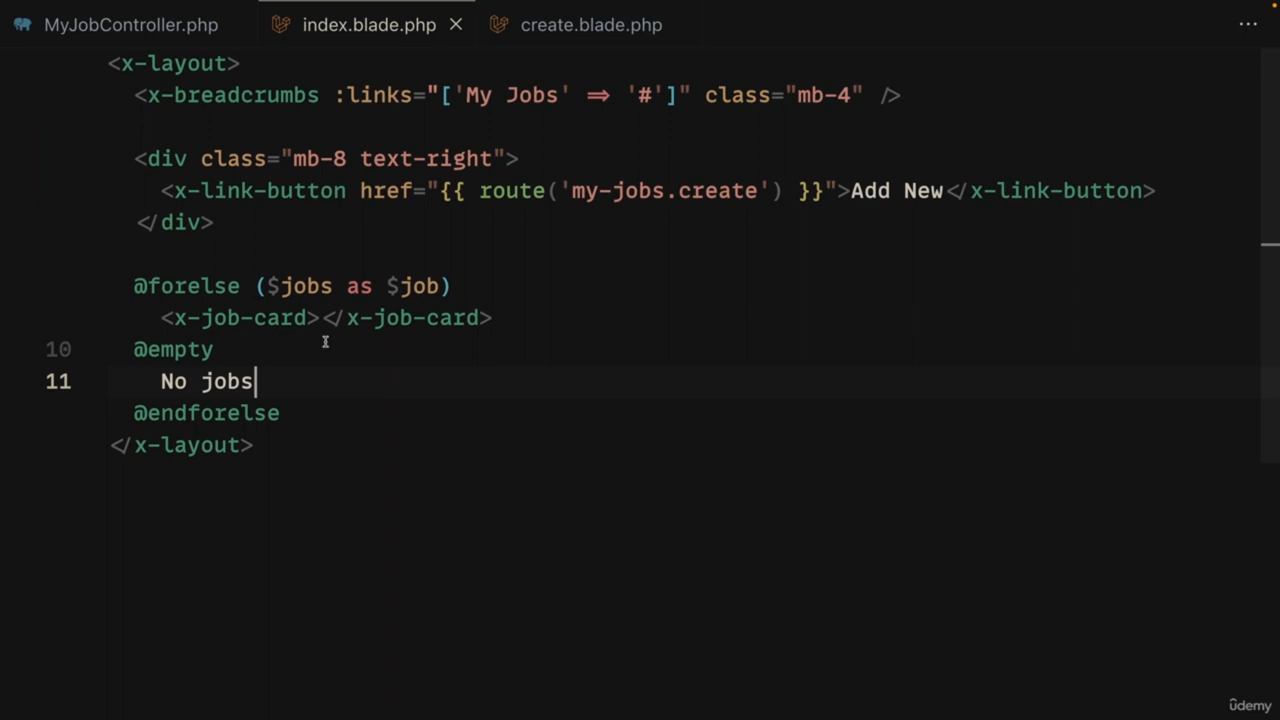 MyJobController.php index.blade.php × create.blade.php ...
<x-layout>
<x-breadcrumbs :links="['My Jobs' => '#']" class="mb-4" />
<div class="mb-8 text-right">
<x-link-button href="{{ route('my-jobs.create') }}">Add New</x-link-button>
</div>
@forelse ($jobs as $job)
<x-job-card></x-job-card>
10 @empty
11 No jobs
@endforelse
</x-layout>
ûdemy